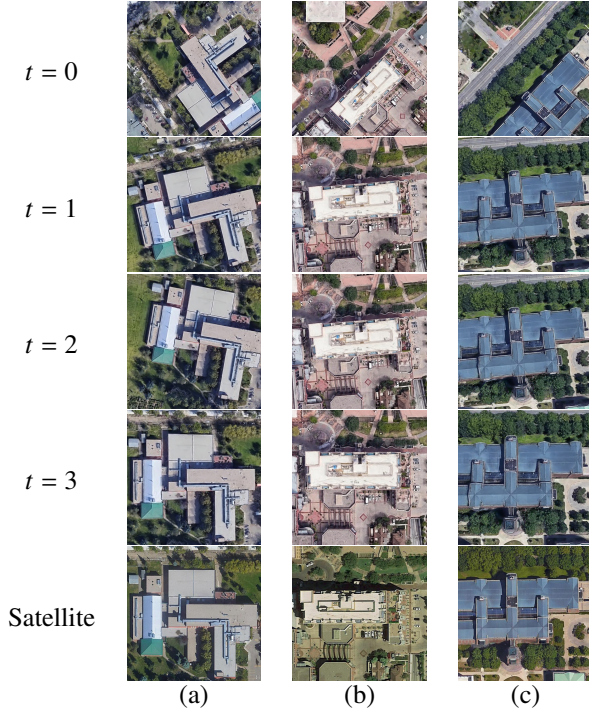 t = 0
t = 1
t = 2
t = 3
Satellite
(a) (b) (c)